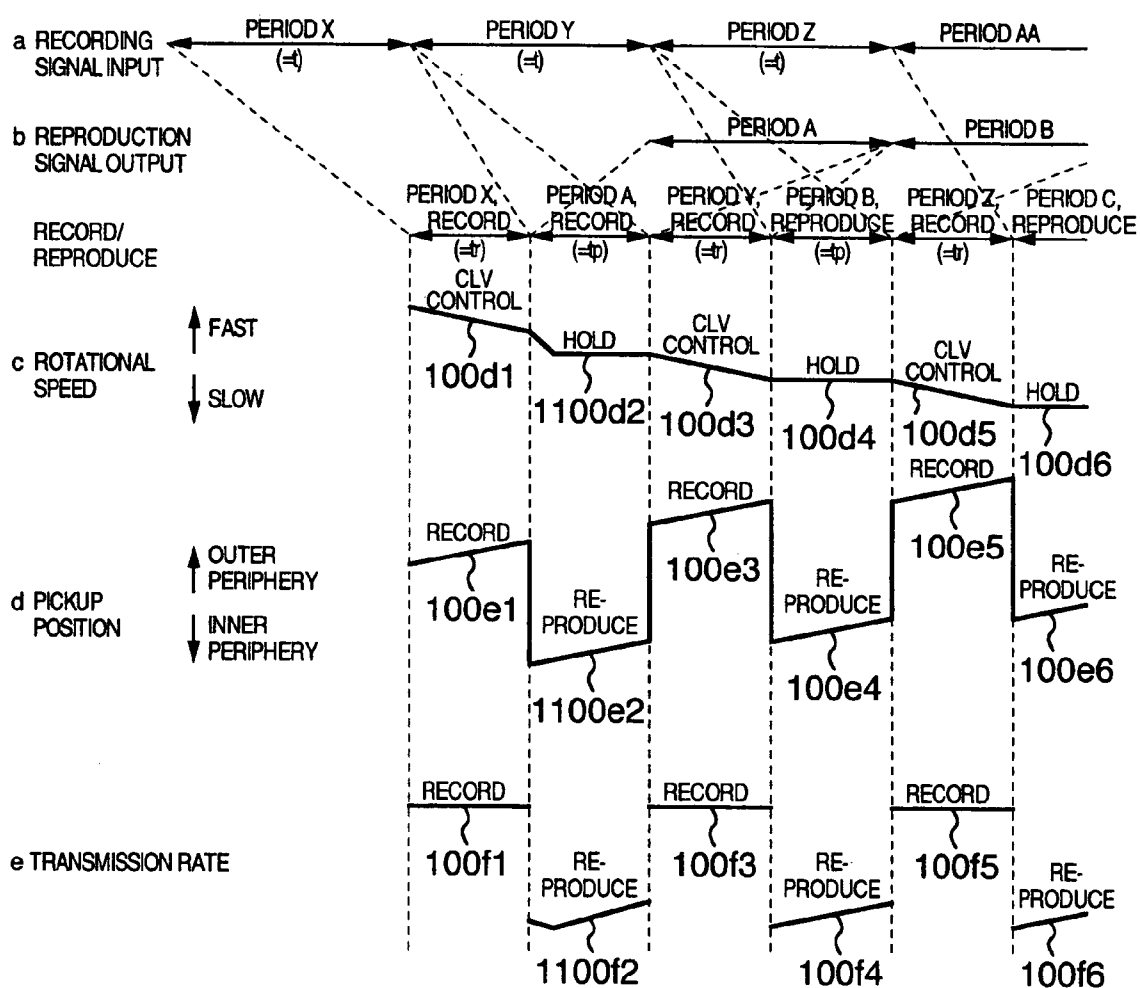 a RECORDING
SIGNAL INPUT
PERIOD X
(=t)
PERIOD Y
(=t)
PERIOD Z
(=t)
PERIOD AA
b REPRODUCTION
SIGNAL OUTPUT
PERIOD A
PERIOD B
RECORD/
REPRODUCE
PERIOD X,
RECORD
(=tr)
PERIOD A,
RECORD
(=tp)
PERIOD Y,
RECORD
(=tr)
PERIOD B,
REPRODUCE
(=tp)
PERIOD Z,
RECORD
(=tr)
PERIOD C,
REPRODUCE
c ROTATIONAL
SPEED
FAST
SLOW
CLV
CONTROL
100d1
HOLD
1100d2
CLV
CONTROL
100d3
HOLD
100d4
CLV
CONTROL
100d5
HOLD
100d6
d PICKUP
POSITION
OUTER
PERIPHERY
INNER
PERIPHERY
RECORD
100e1
RE-
PRODUCE
1100e2
RECORD
100e3
RE-
PRODUCE
100e4
RECORD
100e5
RE-
PRODUCE
100e6
e TRANSMISSION RATE
RECORD
100f1
RE-
PRODUCE
1100f2
RECORD
100f3
RE-
PRODUCE
100f4
RECORD
100f5
RE-
PRODUCE
100f6